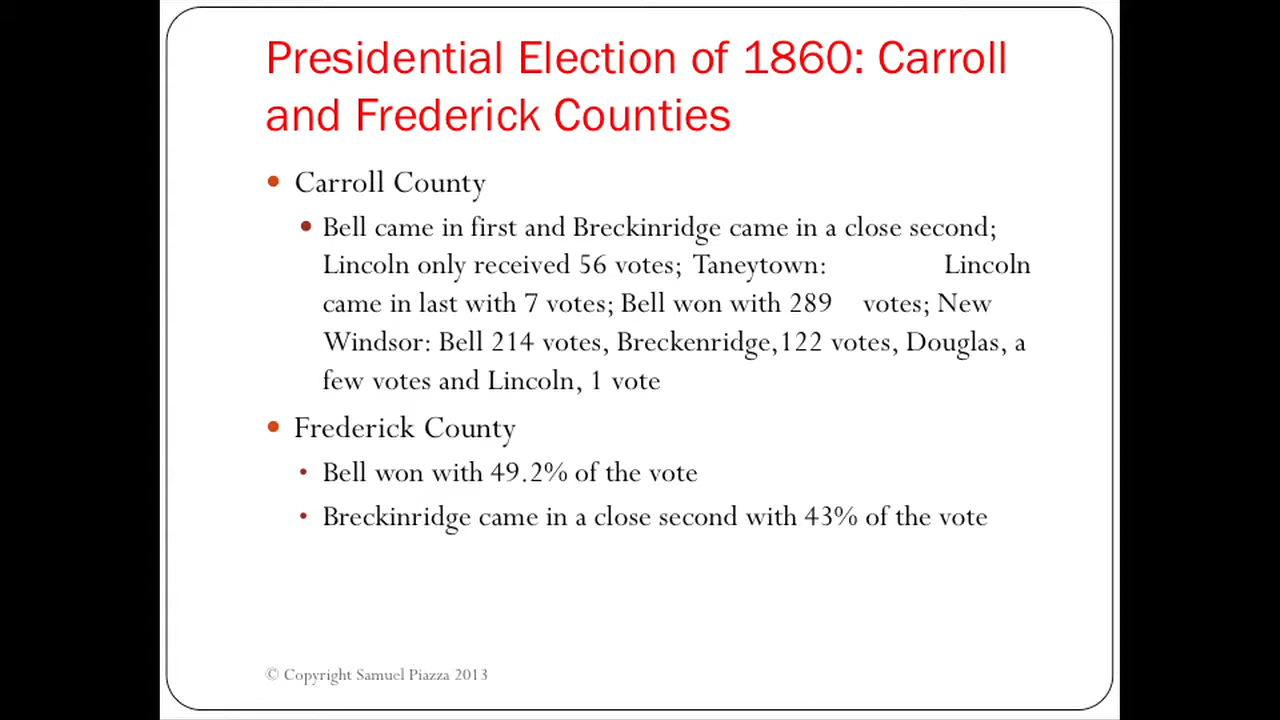 Presidential Election of 1860: Carroll
and Frederick Counties
• Carroll County
• Bell came in first and Breckinridge came in a close second;
Lincoln only received 56 votes; Taneytown: Lincoln
came in last with 7 votes; Bell won with 289 votes; New
Windsor: Bell 214 votes, Breckenridge,122 votes, Douglas, a
few votes and Lincoln, 1 vote
• Frederick County
• Bell won with 49.2% of the vote
• Breckinridge came in a close second with 43% of the vote
© Copyright Samuel Piazza 2013